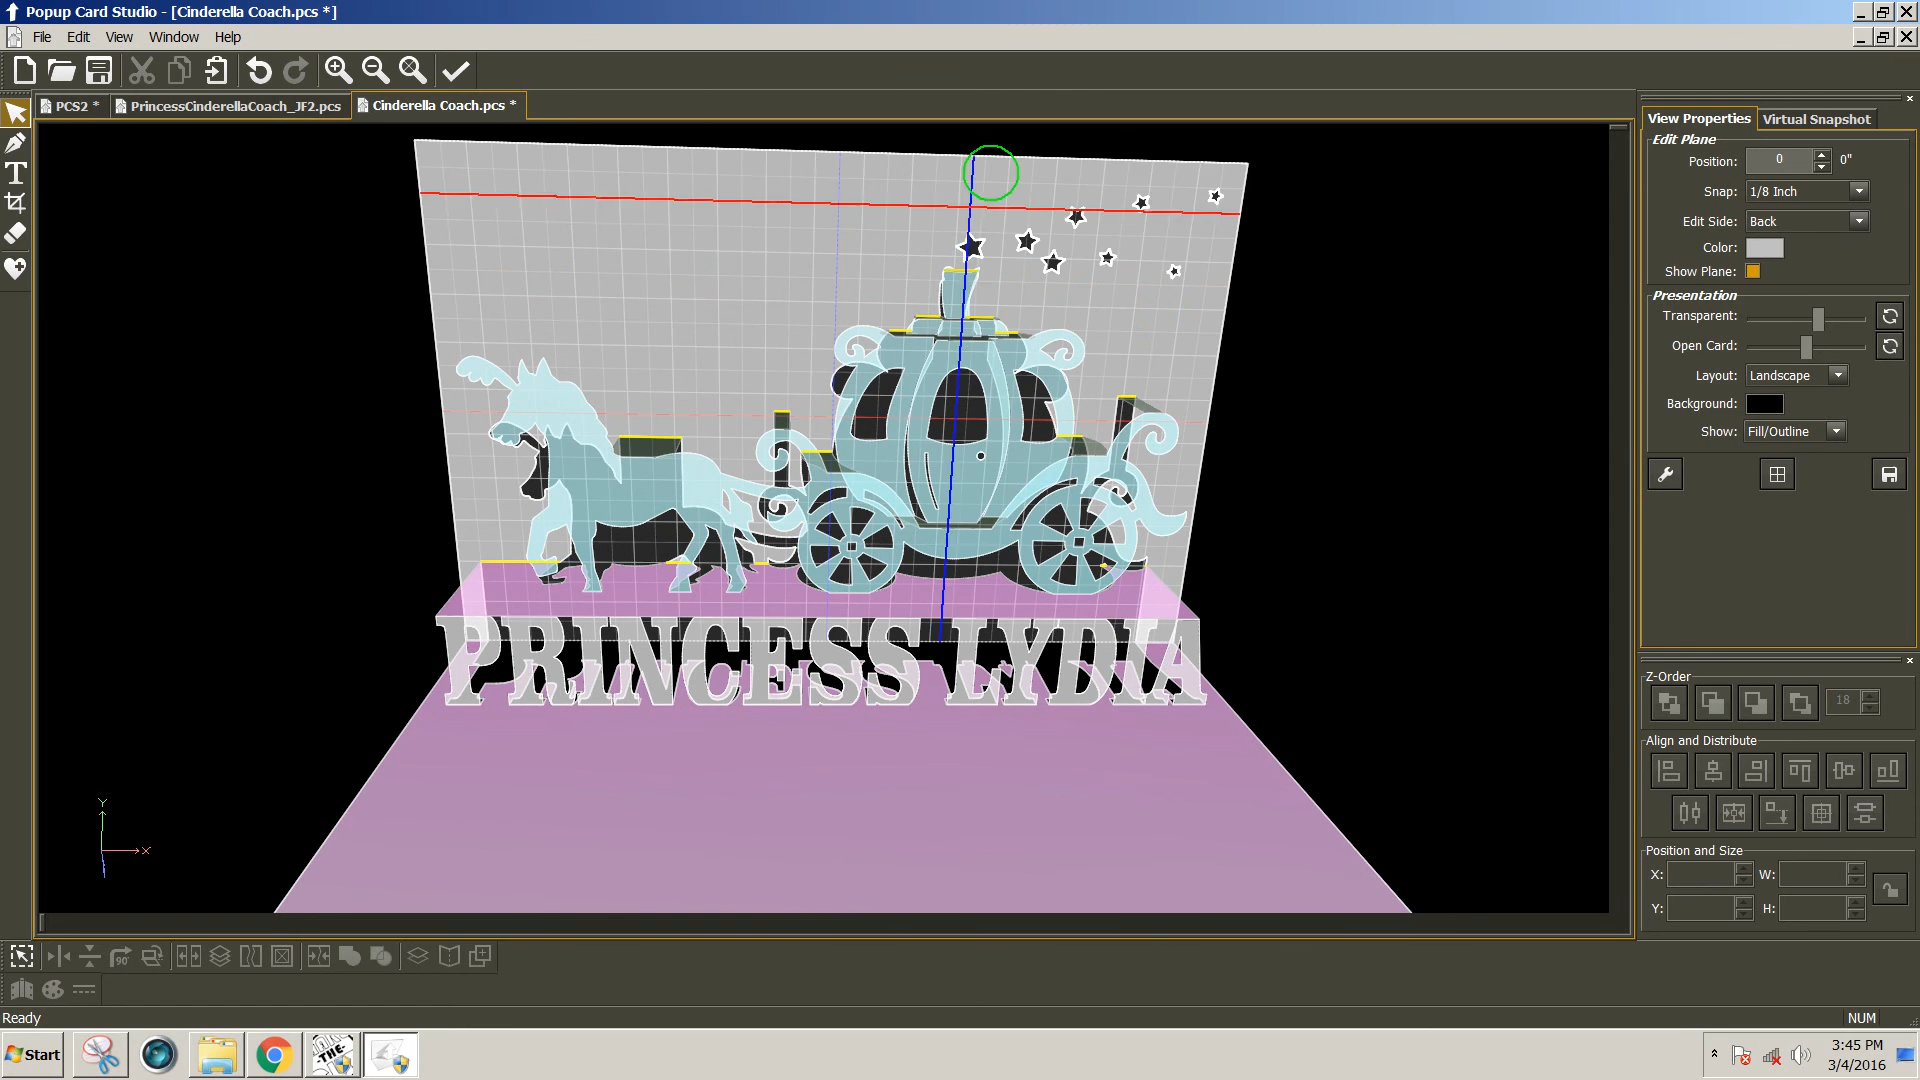 Popup Card Studio - [Cinderella Coach.pcs *]
File Edit View Window Help
PCS2 * PrincessCinderellaCoach_JF2.pcs Cinderella Coach.pcs *
T
View Properties Virtual Snapshot
Edit Plane
Position: 0 0"
Snap: 1/8 Inch
Edit Side: Back
Color:
Show Plane:
Presentation
Transparent:
Open Card:
Layout: Landscape
Background:
Show: Fill/Outline
PRINCESS LYDIA
Z-Order
18
Align and Distribute
Position and Size
X: W:
Y: H:
Y
X
90°
Ready
NUM
Start
-THE-
3:45 PM
3/4/2016